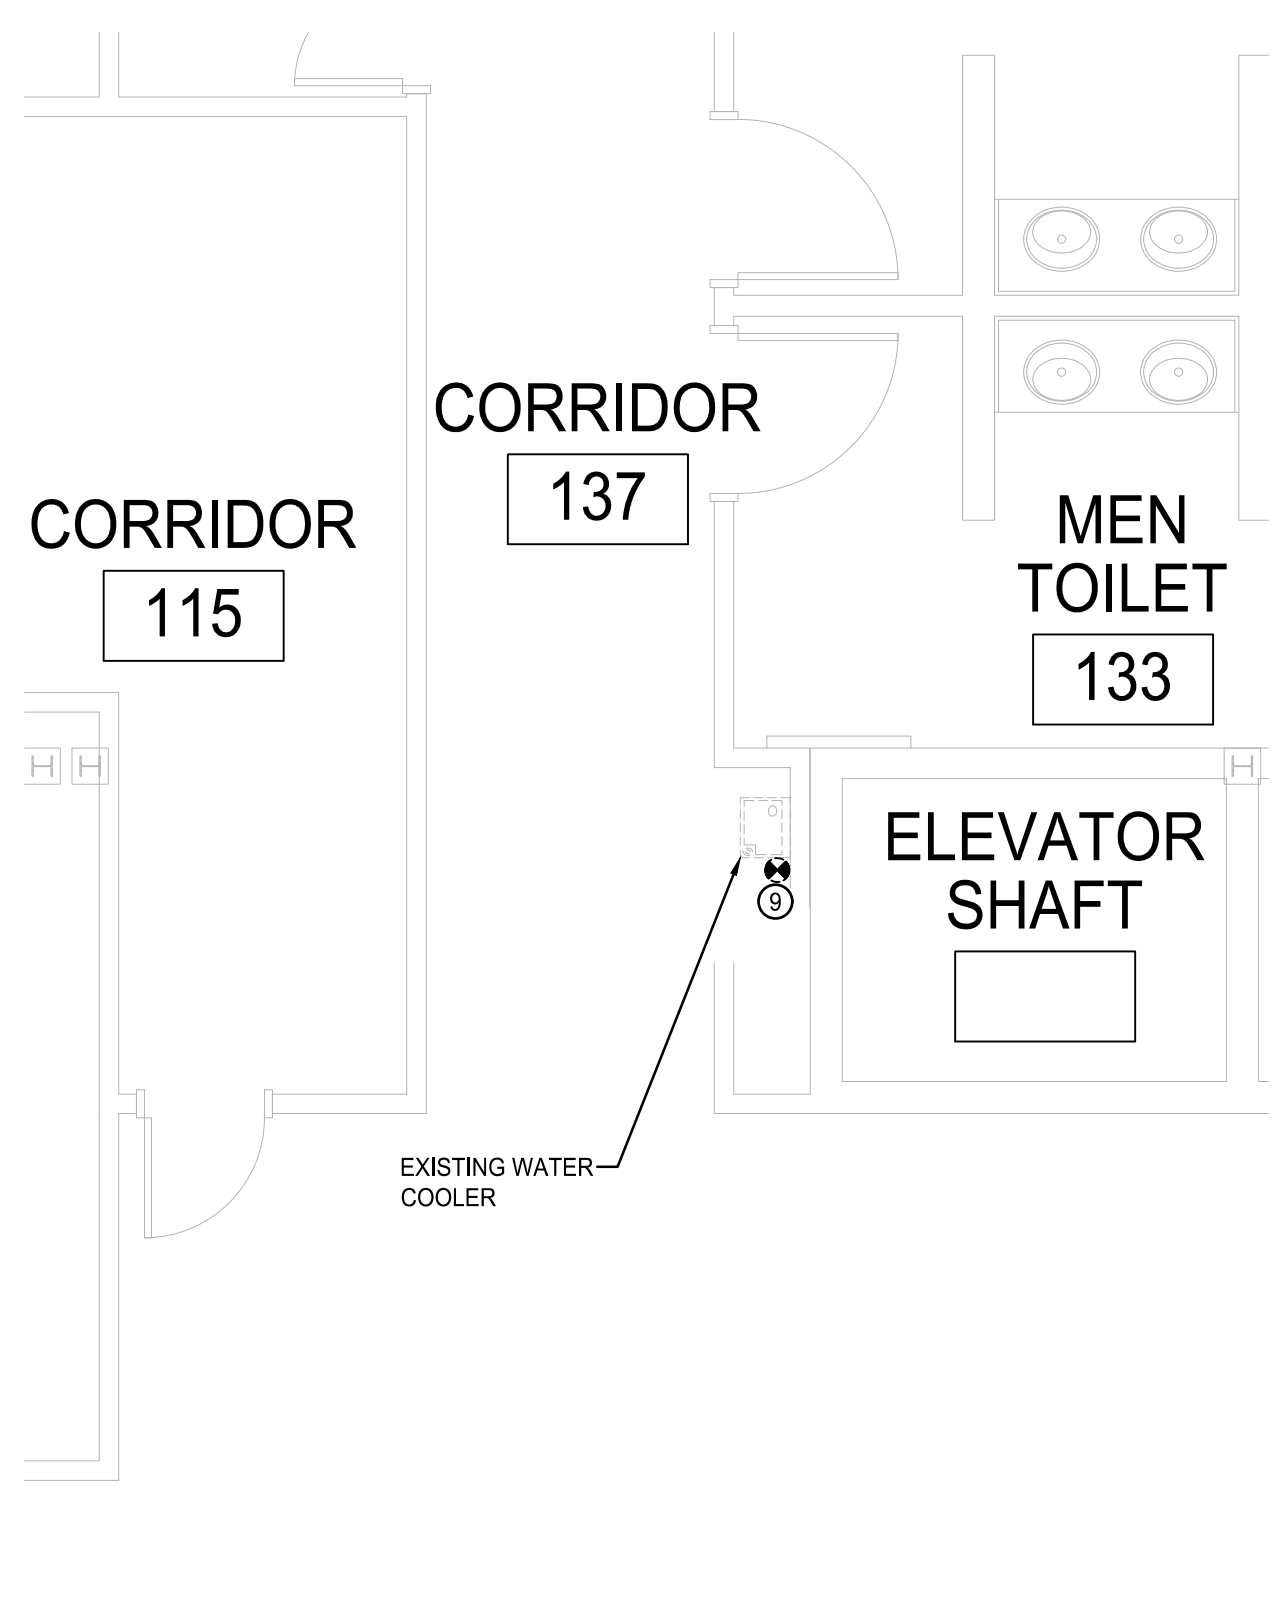 CORRIDOR
137
CORRIDOR
115
MEN
TOILET
133
H
H
H
ELEVATOR
SHAFT
9
EXISTING WATER
COOLER